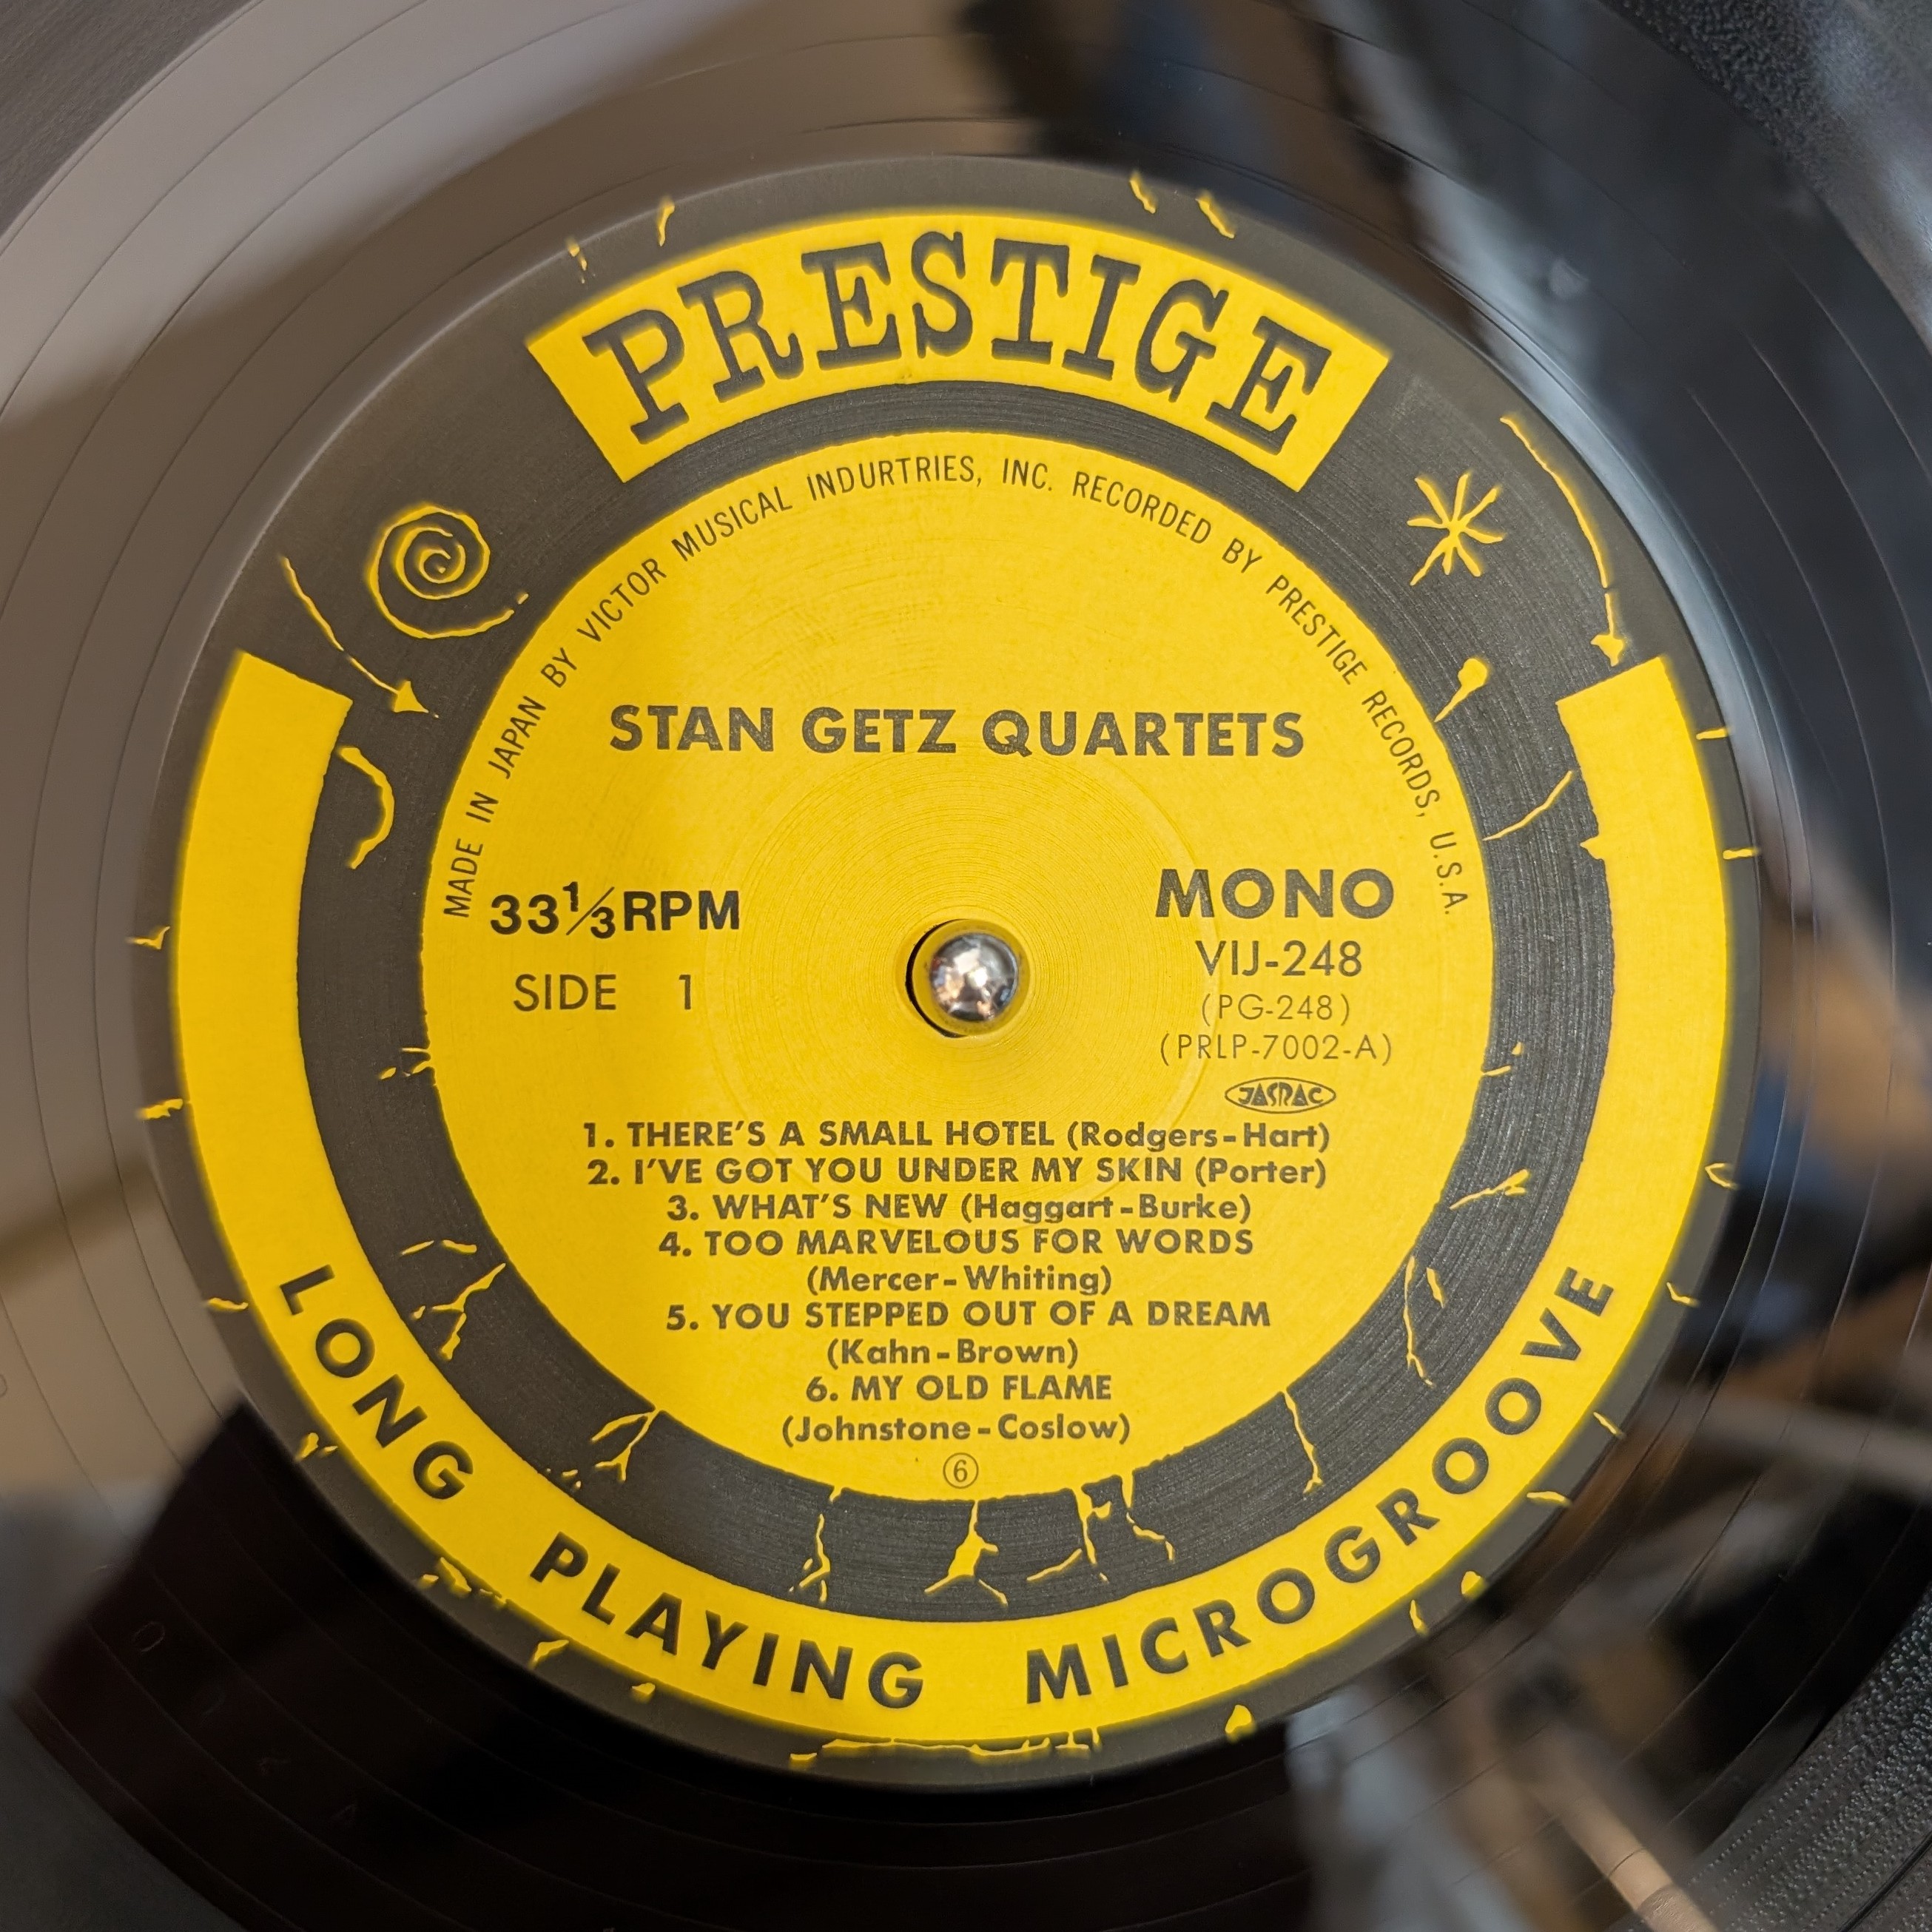 PRESTIGE
MADE IN JAPAN BY VICTOR MUSICAL INDURTRIES, INC. RECORDED BY PRESTIGE RECORDS, U.S.A.
STAN GETZ QUARTETS
33⅓RPM
SIDE 1
MONO
VIJ-248
(PG-248)
(PRLP-7002-A)
JASRAC
1. THERE'S A SMALL HOTEL (Rodgers-Hart)
2. I'VE GOT YOU UNDER MY SKIN (Porter)
3. WHAT'S NEW (Haggart-Burke)
4. TOO MARVELOUS FOR WORDS
(Mercer-Whiting)
5. YOU STEPPED OUT OF A DREAM
(Kahn-Brown)
6. MY OLD FLAME
(Johnstone-Coslow)
⑥
LONG PLAYING MICROGROOVE